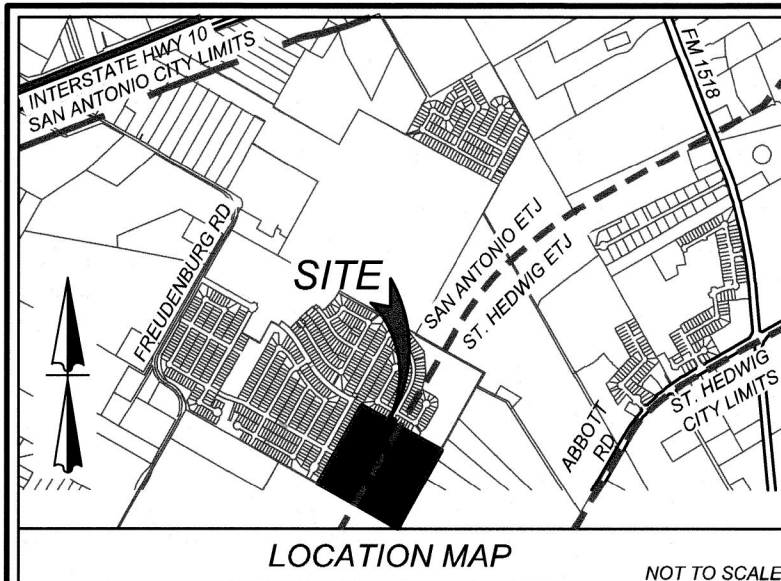 INTERSTATE HWY 10
SAN ANTONIO CITY LIMITS
FM 1518
FREUDENBURG RD
SITE
SAN ANTONIO ETJ
ST. HEDWIG ETJ
ABBOTT
RD
ST. HEDWIG
CITY LIMITS
LOCATION MAP
NOT TO SCALE